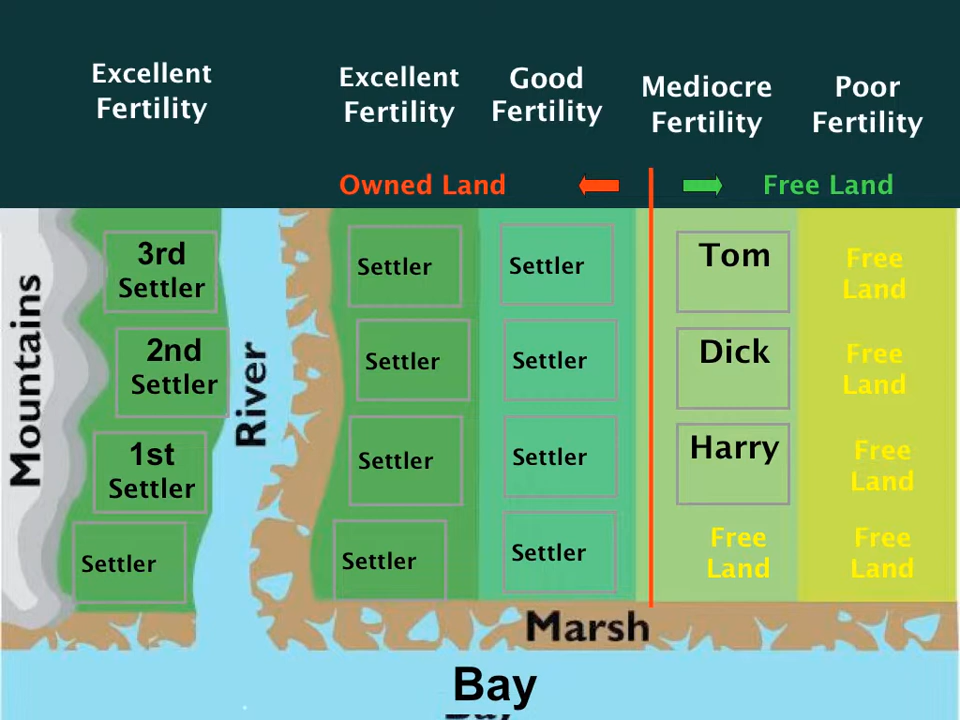 Excellent
Fertility
Excellent
Fertility
Good
Fertility
Mediocre
Fertility
Poor
Fertility
Owned Land
Free Land
Mountains
River
3rd
Settler
Settler
Settler
Tom
Free
Land
2nd
Settler
Settler
Settler
Dick
Free
Land
1st
Settler
Settler
Settler
Harry
Free
Land
Settler
Settler
Settler
Free
Land
Free
Land
Marsh
Bay
Bay